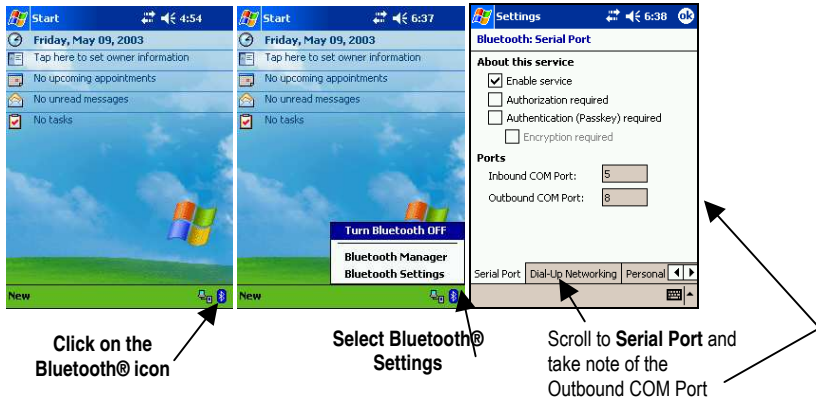 Start 4:54
Friday, May 09, 2003
Tap here to set owner information
No upcoming appointments
No unread messages
No tasks
New
Start 6:37
Friday, May 09, 2003
Tap here to set owner information
No upcoming appointments
No unread messages
No tasks
Turn Bluetooth OFF
Bluetooth Manager
Bluetooth Settings
New
Settings 6:38 ok
Bluetooth: Serial Port
About this service
Enable service
Authorization required
Authentication (Passkey) required
Encryption required
Ports
Inbound COM Port: 5
Outbound COM Port: 8
Serial Port Dial-Up Networking Personal
Click on the
Bluetooth® icon
Select Bluetooth®
Settings
Scroll to Serial Port and
take note of the
Outbound COM Port